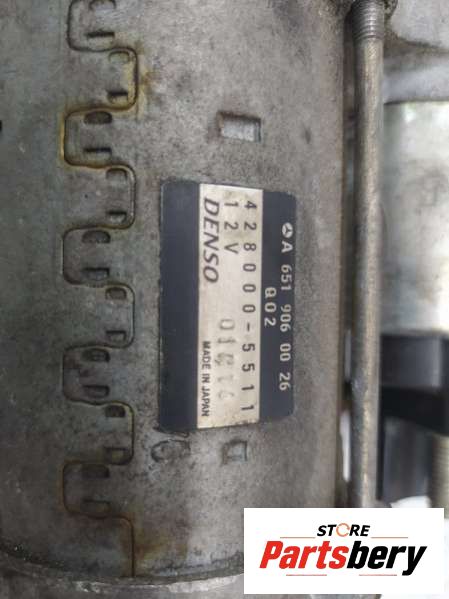 A 651 906 00 26
Q02
428000-5511
12V
DENSO
MADE IN JAPAN
STORE
Partsbery